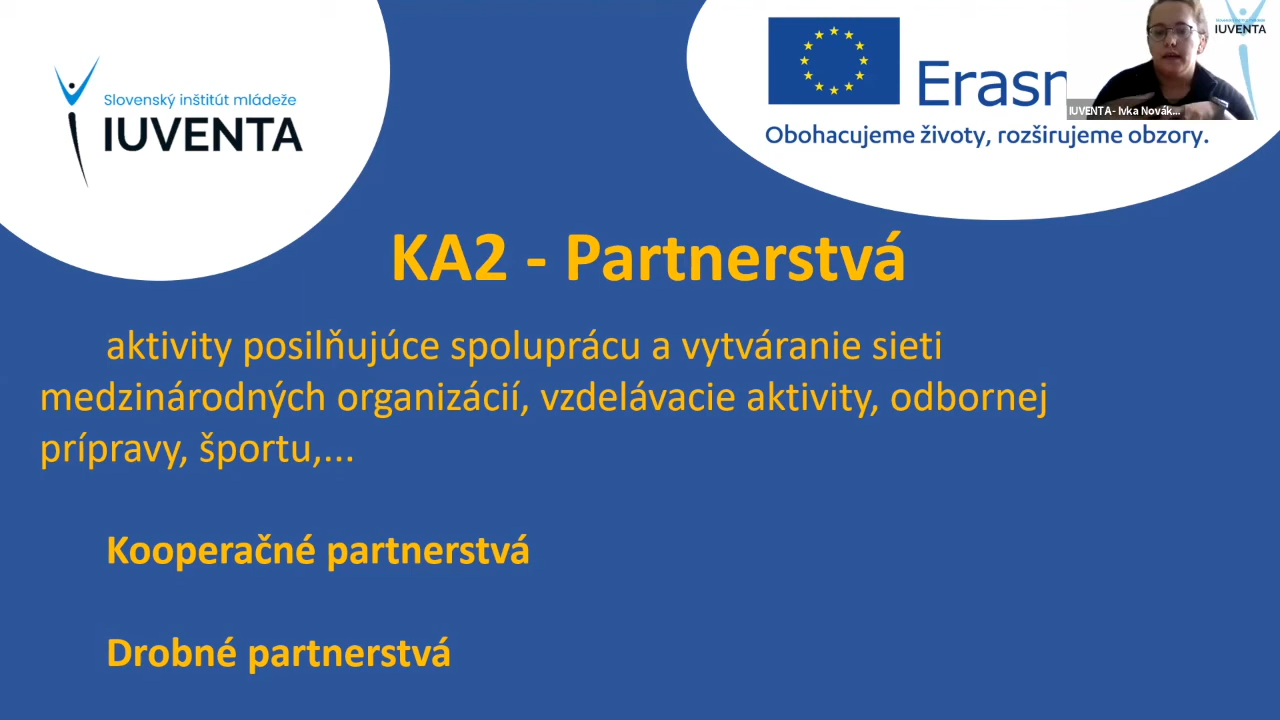 Slovenský inštitút mládeže
IUVENTA
Erasm
Obohacujeme životy, rozširujeme obzory.
IUVENTA
IUVENTA - Ivka Novák...
KA2 - Partnerstvá
aktivity posilňujúce spoluprácu a vytváranie sieti
medzinárodných organizácií, vzdelávacie aktivity, odbornej
prípravy, športu,...
Kooperačné partnerstvá
Drobné partnerstvá